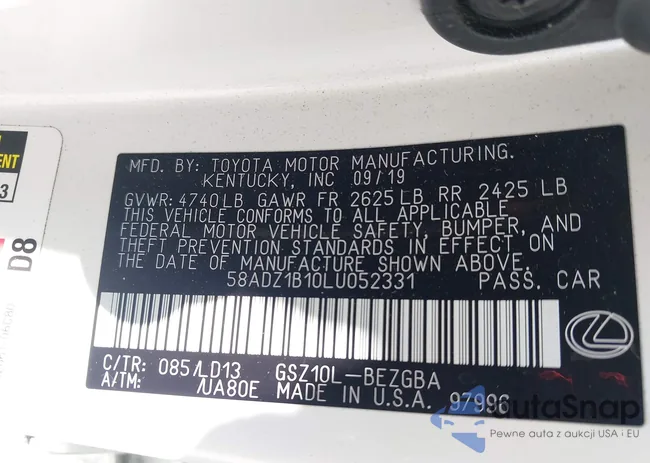 ENT
3
D8
MFD. BY: TOYOTA MOTOR MANUFACTURING.
KENTUCKY, INC 09/19
GVWR: 4740LB GAWR FR 2625LB RR 2425 LB
THIS VEHICLE CONFORMS TO ALL APPLICABLE
FEDERAL MOTOR VEHICLE SAFETY, BUMPER, AND
THEFT PREVENTION STANDARDS IN EFFECT ON
THE DATE OF MANUFACTURE SHOWN ABOVE.
58ADZ1B10LU052331 PASS. CAR
C/TR: 085/LD13 GSZ10L-BEZGBA
A/TM: /UA80E MADE IN U.S.A. 97996
autaSnap
Pewne auta z aukcji USA i EU